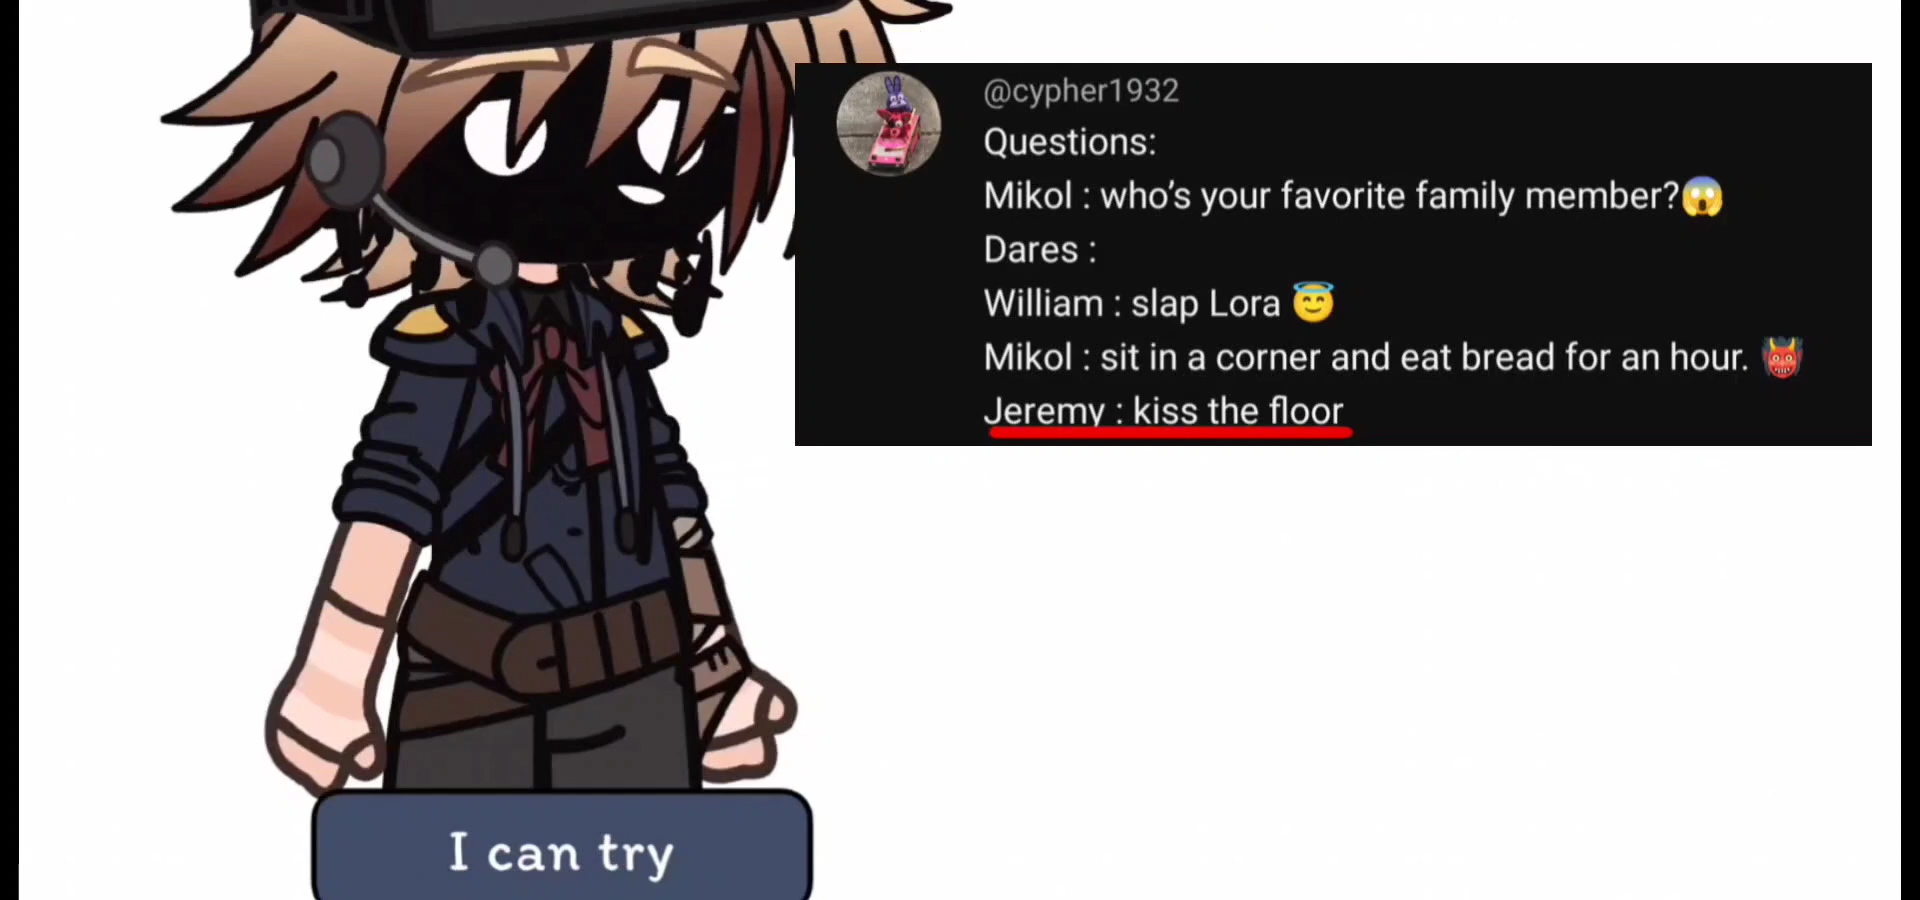 @cypher1932
Questions:
Mikol : who’s your favorite family member?😱
Dares :
William : slap Lora 😇
Mikol : sit in a corner and eat bread for an hour. 👹
Jeremy : kiss the floor
I can try